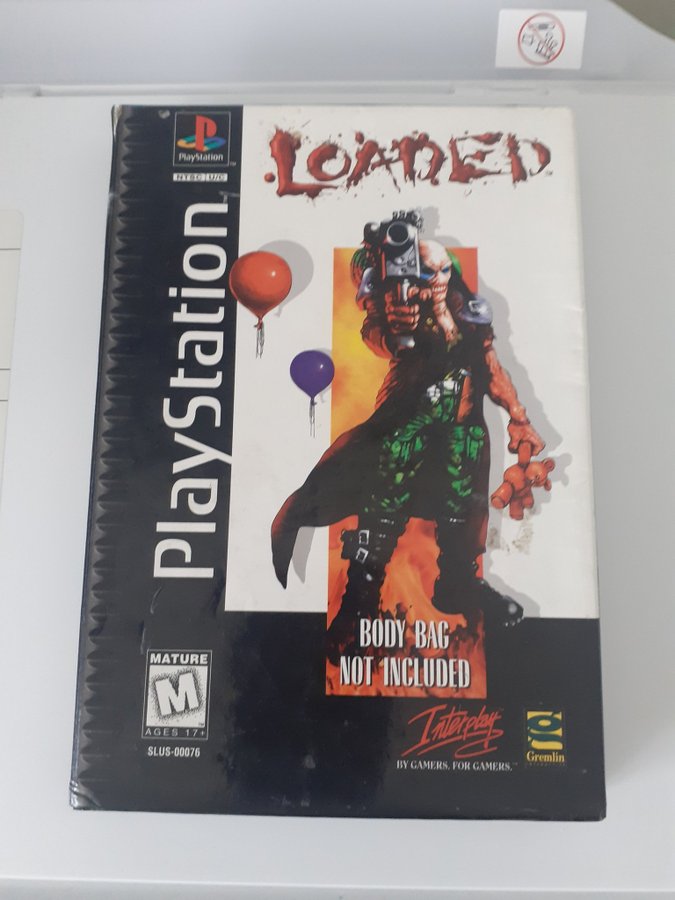 PlayStation
NTSC U/C
LOADED
PlayStation
BODY BAG
NOT INCLUDED
MATURE
M
AGES 17+
SLUS-00076
Interplay
BY GAMERS. FOR GAMERS.™
Gremlin